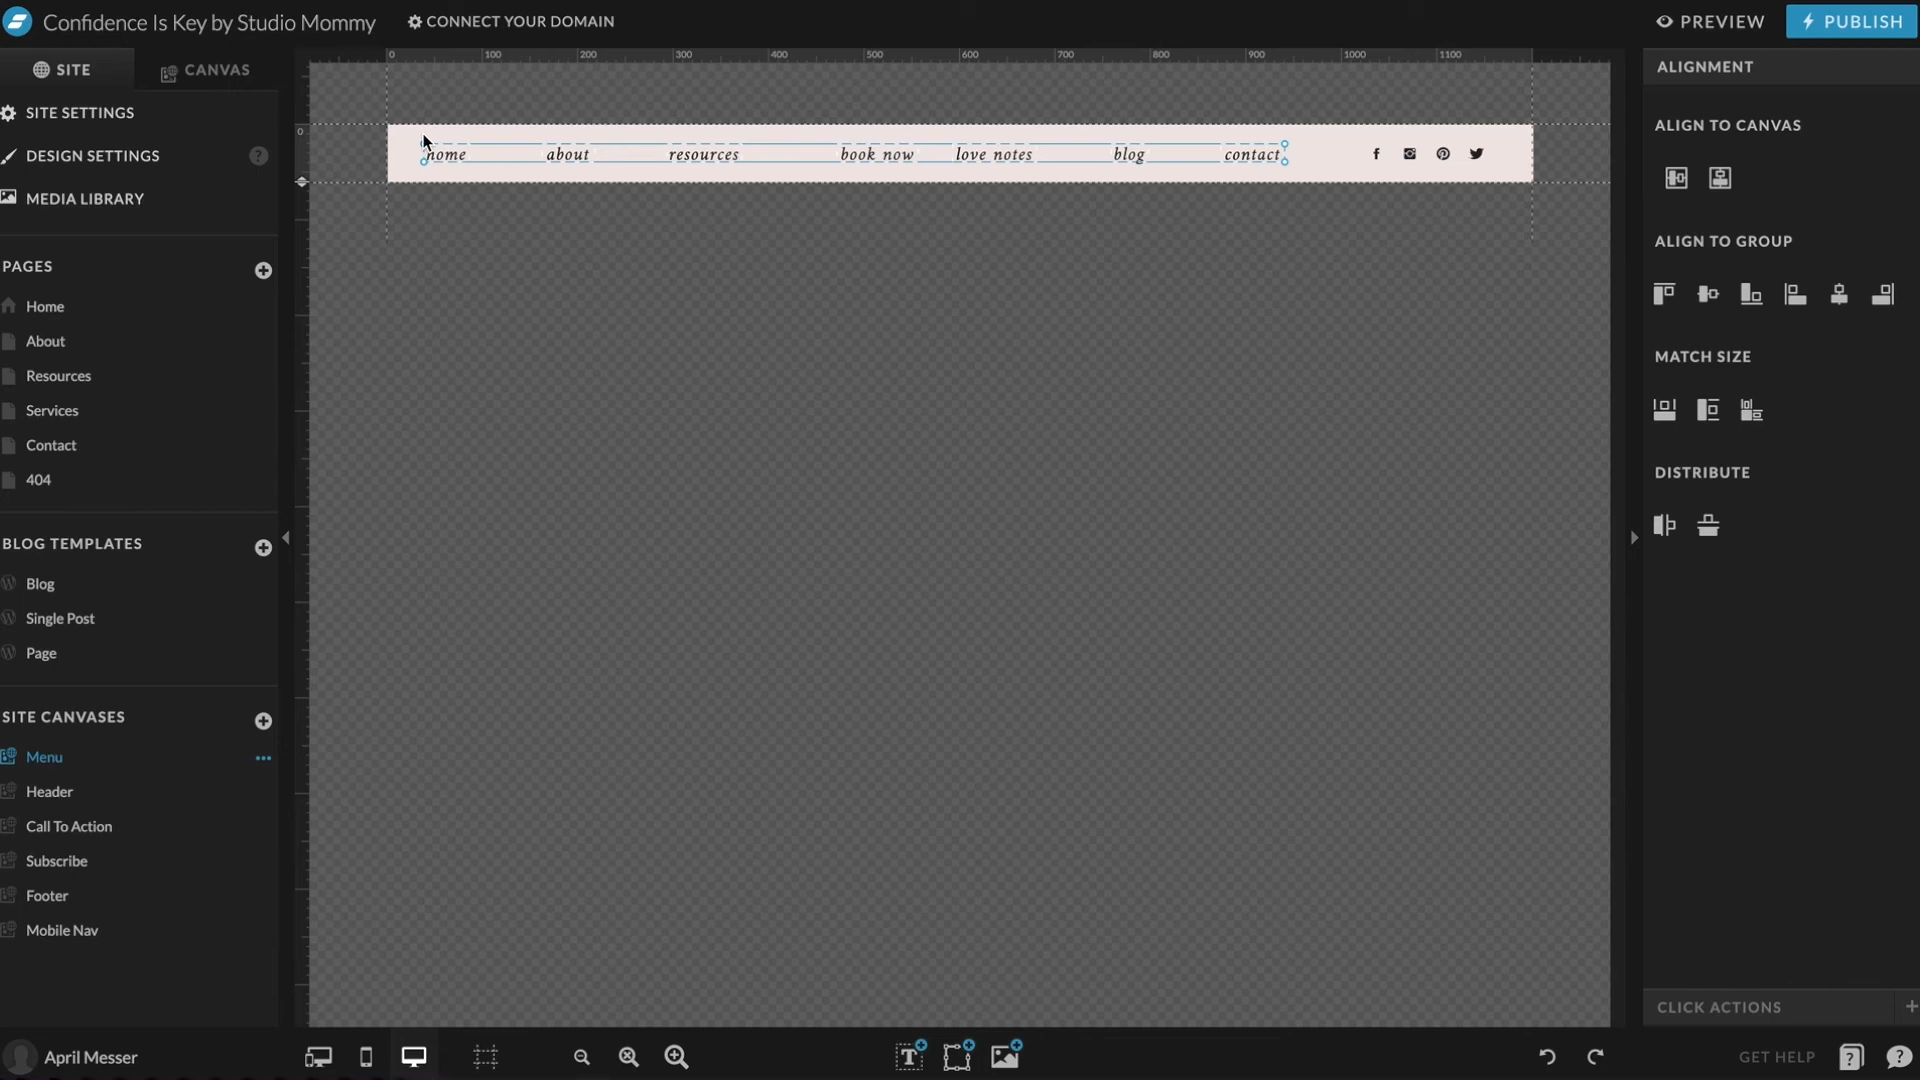 Confidence Is Key by Studio Mommy
CONNECT YOUR DOMAIN
PREVIEW
PUBLISH
SITE
CANVAS
SITE SETTINGS
DESIGN SETTINGS
?
MEDIA LIBRARY
PAGES
Home
About
Resources
Services
Contact
404
BLOG TEMPLATES
Blog
Single Post
Page
SITE CANVASES
Menu
Header
Call To Action
Subscribe
Footer
Mobile Nav
April Messer
0 100 200 300 400 500 600 700 800 900 1000 1100
0
home about resources book now love notes blog contact
ALIGNMENT
ALIGN TO CANVAS
ALIGN TO GROUP
MATCH SIZE
DISTRIBUTE
CLICK ACTIONS
T
GET HELP
? ?